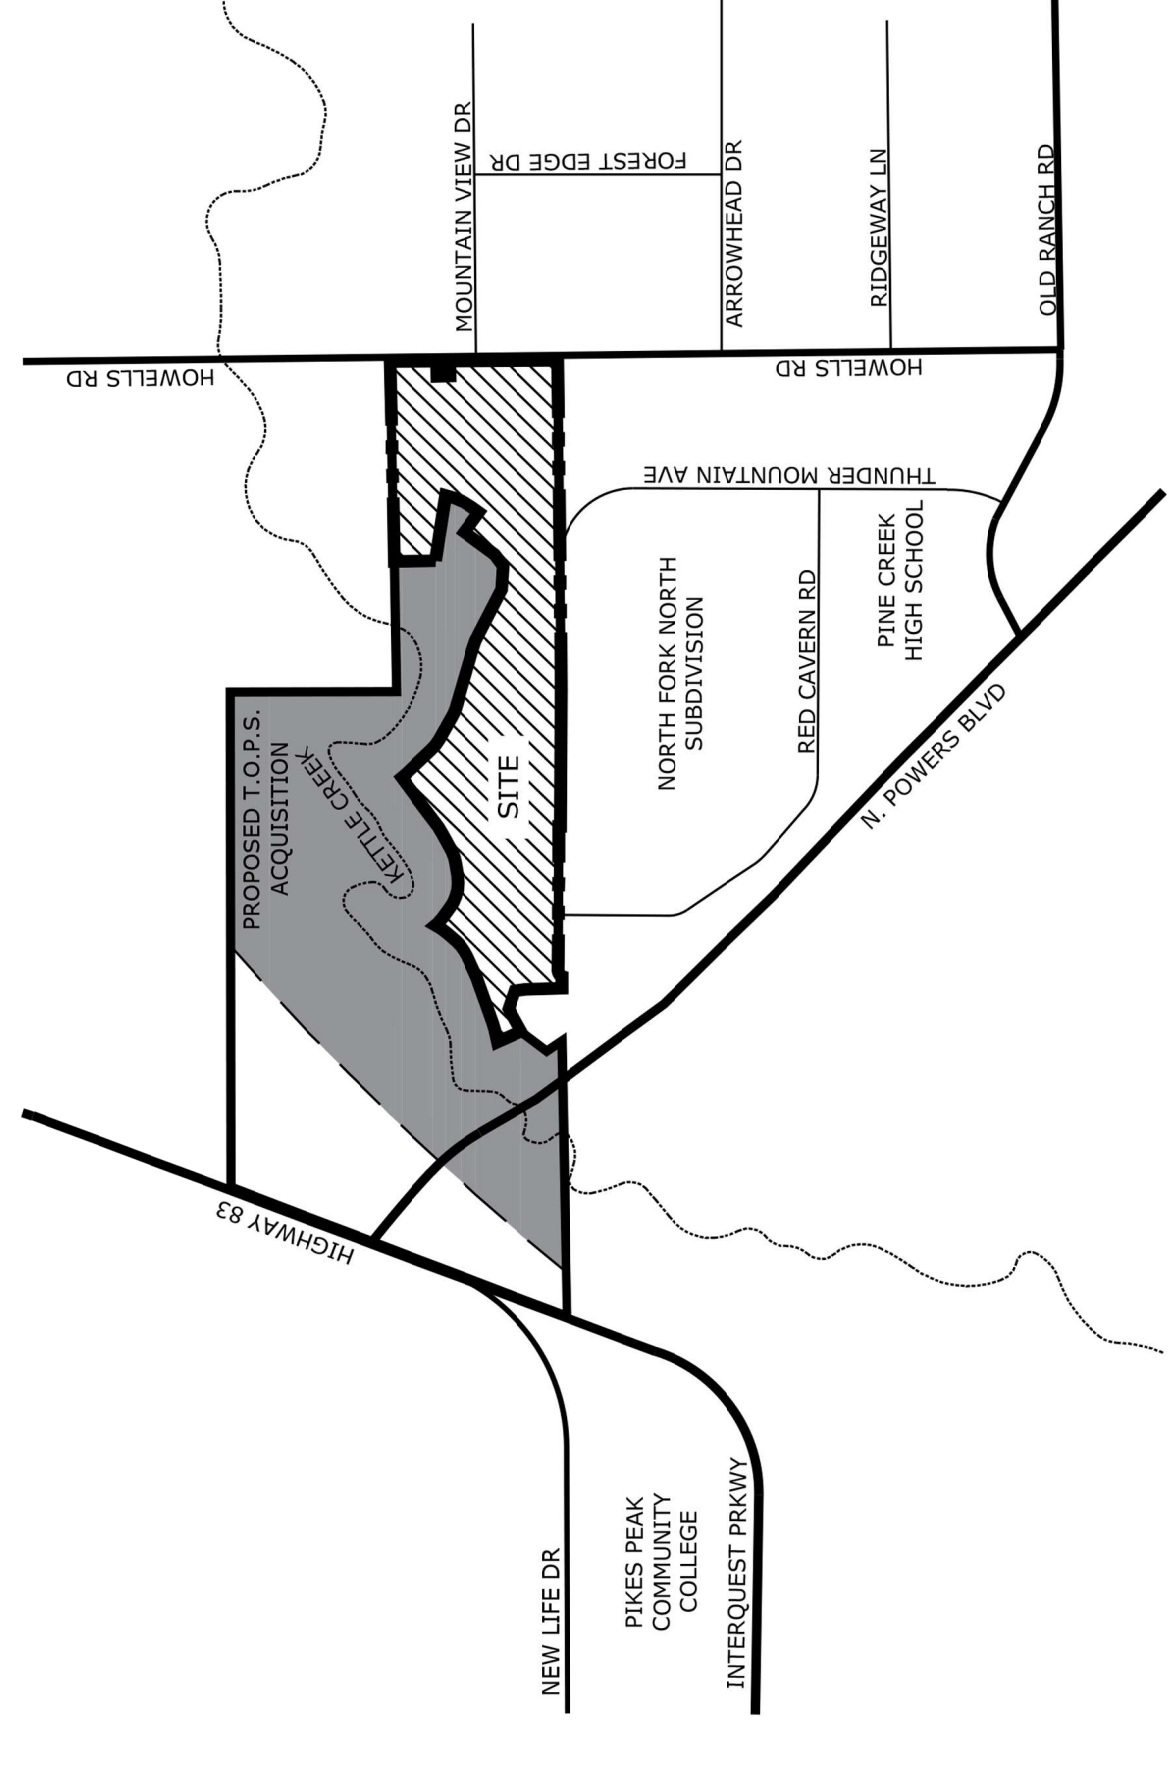 MOUNTAIN VIEW DR
FOREST EDGE DR
ARROWHEAD DR
RIDGEWAY LN
OLD RANCH RD
HOWELLS RD
HOWELLS RD
THUNDER MOUNTAIN AVE
PINE CREEK
HIGH SCHOOL
NORTH FORK NORTH
SUBDIVISION
RED CAVERN RD
N. POWERS BLVD
PROPOSED T.O.P.S.
ACQUISITION
KETTLE CREEK
SITE
HIGHWAY 83
NEW LIFE DR
PIKES PEAK
COMMUNITY
COLLEGE
INTERQUEST PRKWY